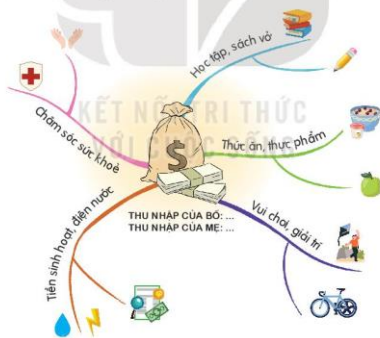 Học tập, sách vở
Chăm sóc sức khoẻ
KẾT NỐI TRI THỨC
VỚI CUỘC SỐNG
Thức ăn, thực phẩm
$
Tiền sinh hoạt, điện nước
THU NHẬP CỦA BỐ: ...
THU NHẬP CỦA MẸ: ...
Vui chơi, giải trí